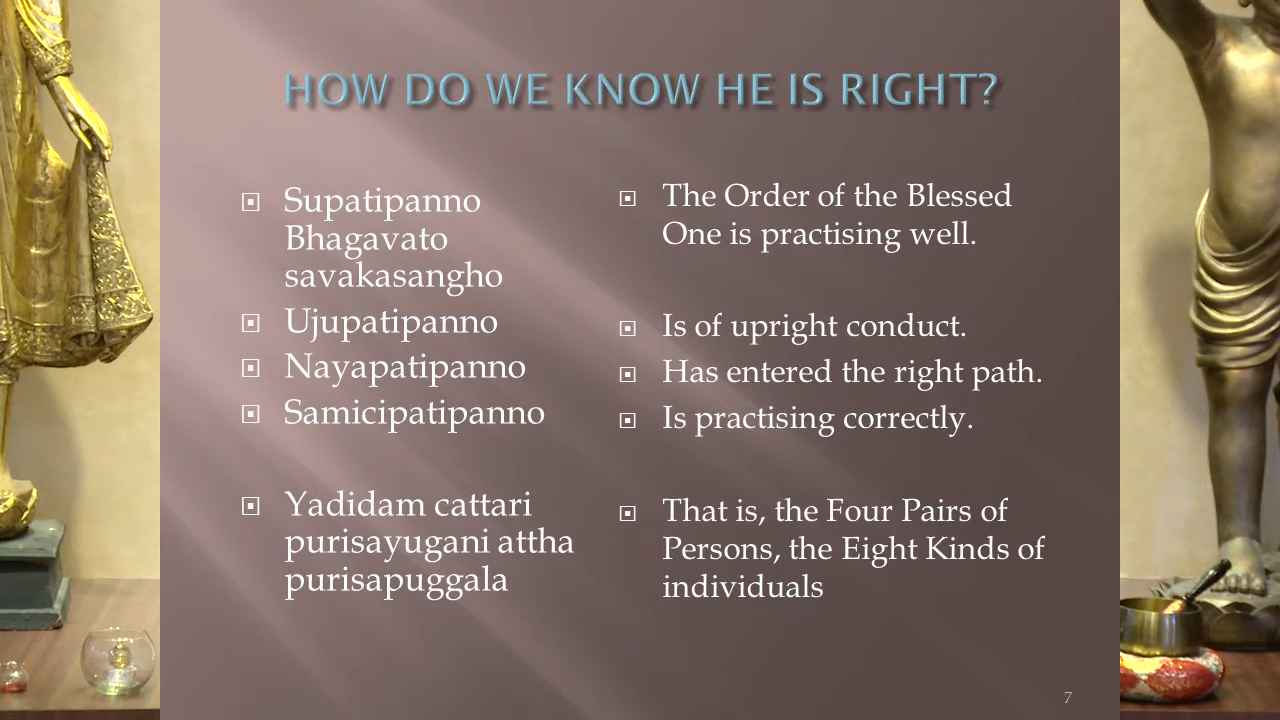 HOW DO WE KNOW HE IS RIGHT?
Supatipanno
Bhagavato
savakasangho
Ujupatipanno
Nayapatipanno
Samicipatipanno
Yadidam cattari
purisayugani attha
purisapuggala
The Order of the Blessed
One is practising well.
Is of upright conduct.
Has entered the right path.
Is practising correctly.
That is, the Four Pairs of
Persons, the Eight Kinds of
individuals
7